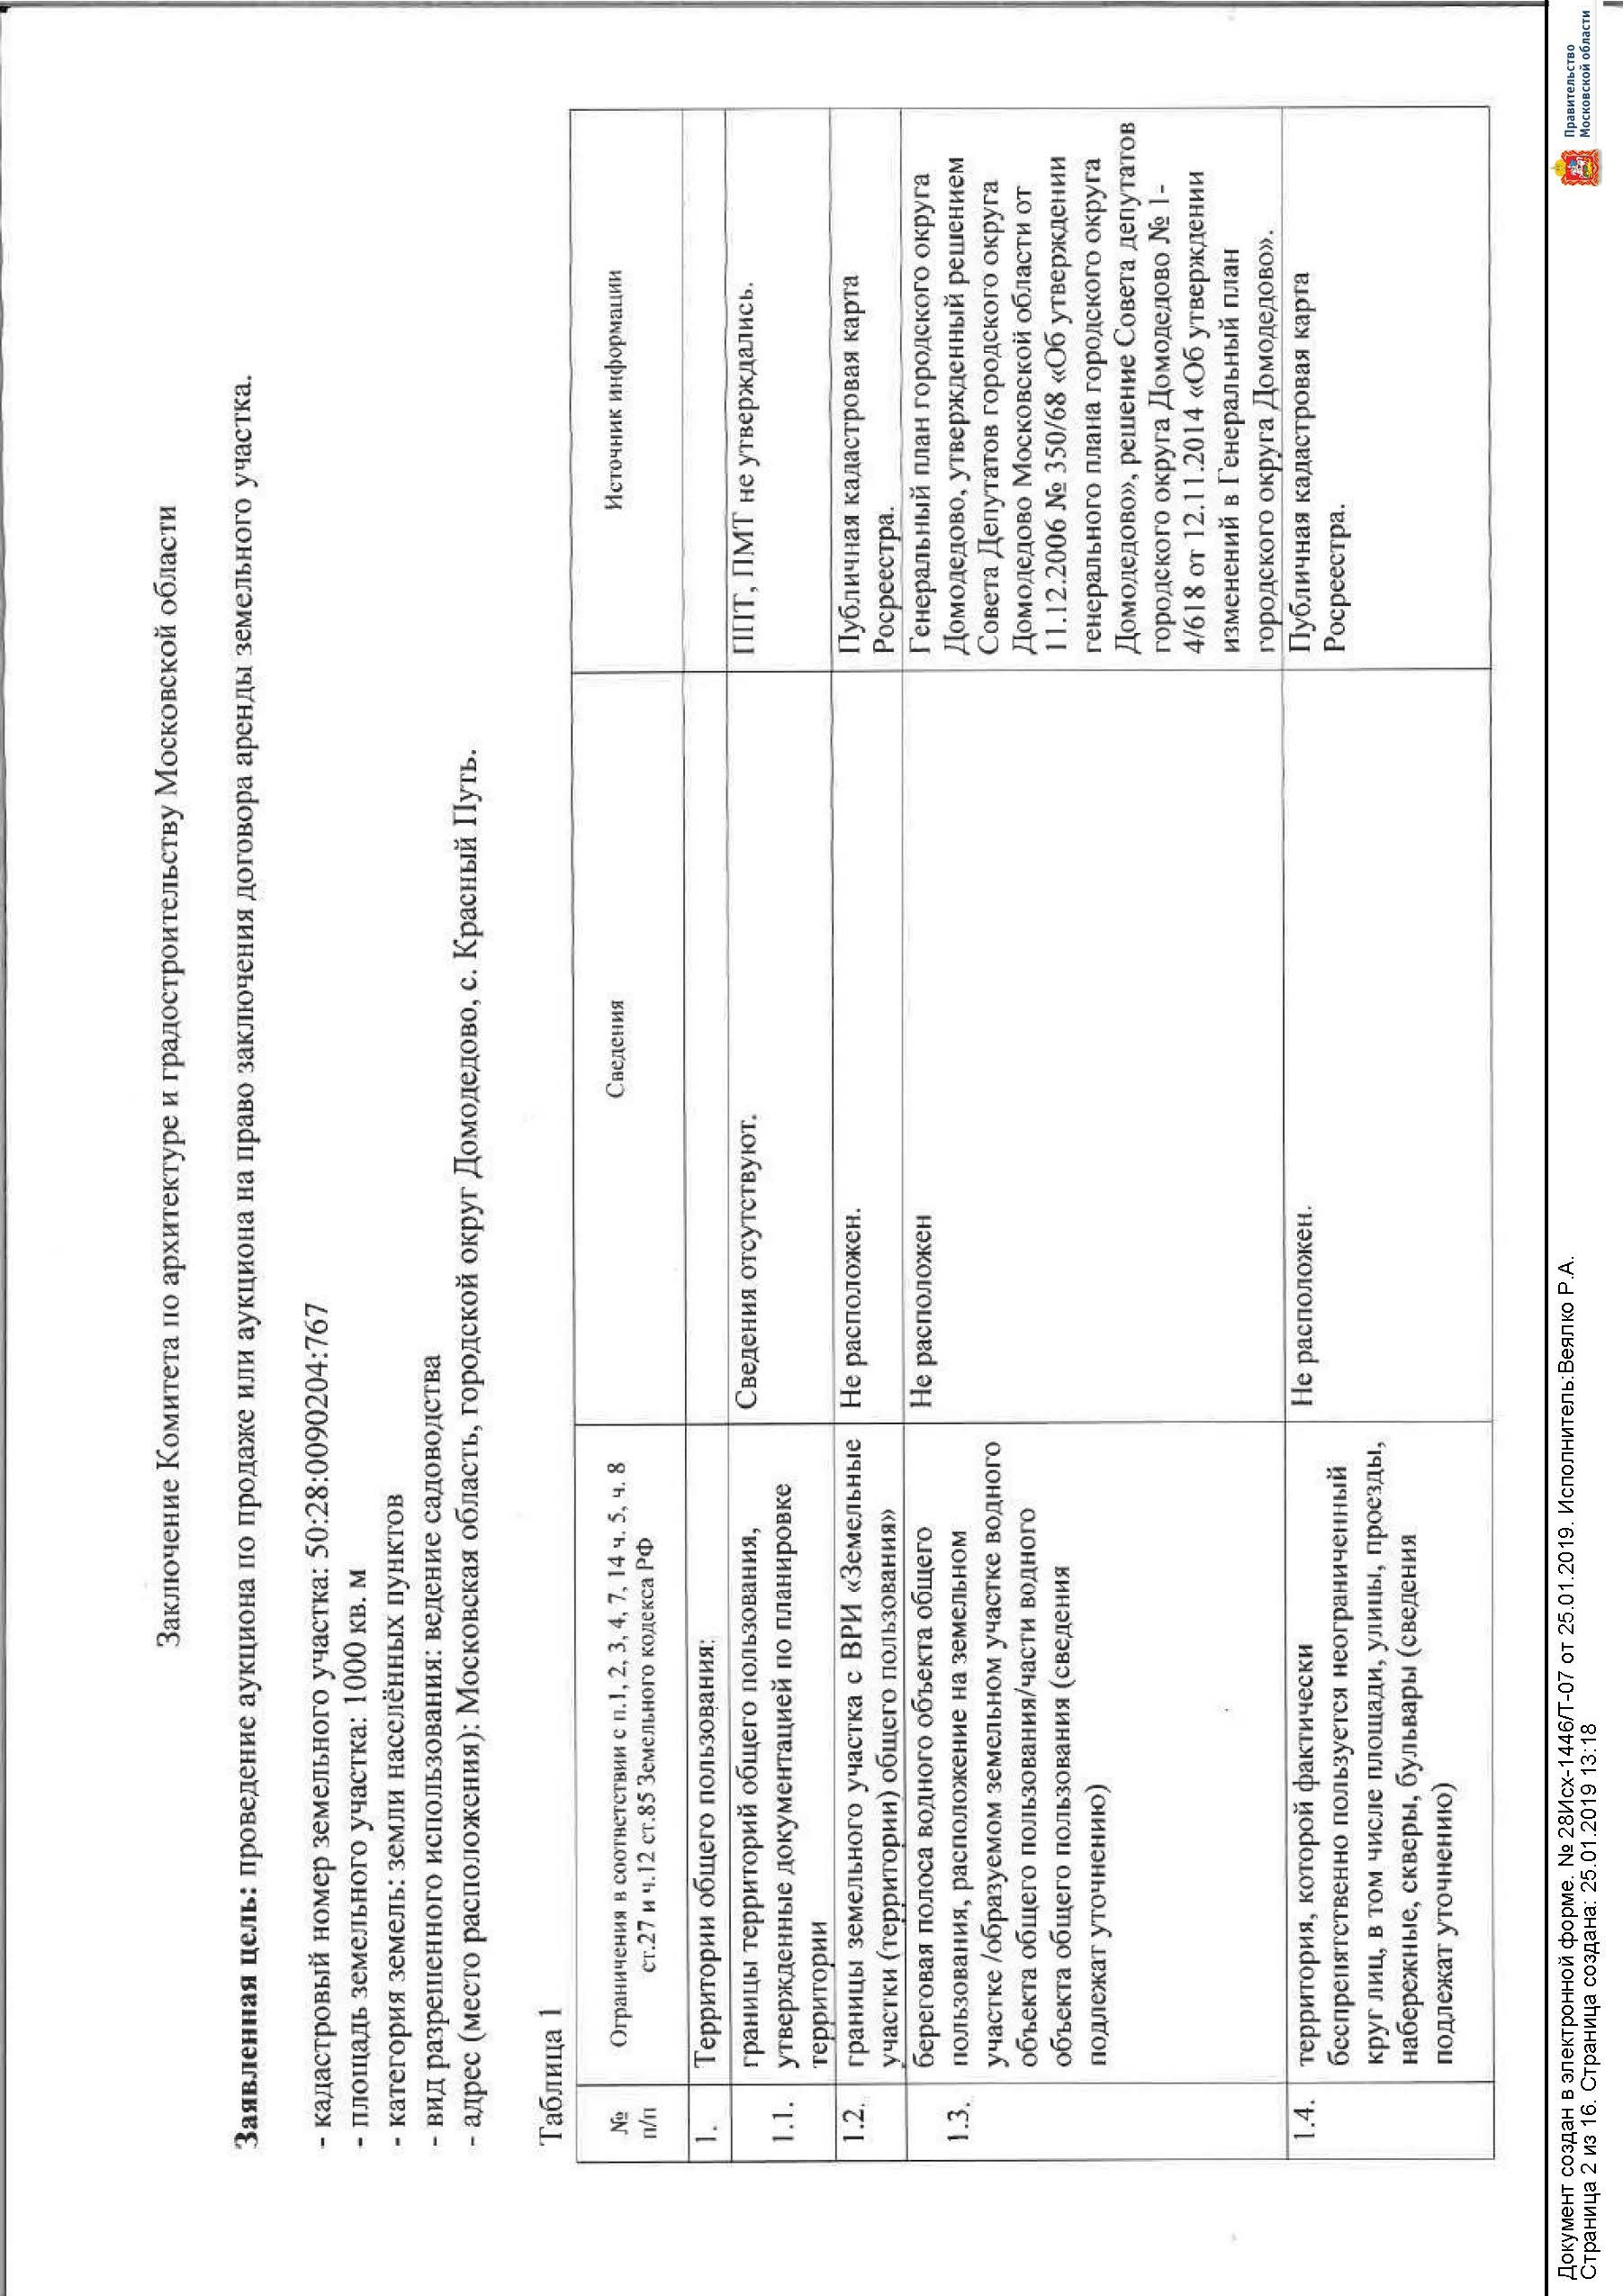 Заключение Комитета по архитектуре и градостроительству Московской области
Заявленная цель: проведение аукциона по продаже или аукциона на право заключения договора аренды земельного участка.
- кадастровый номер земельного участка: 50:28:0090204:767
- площадь земельного участка: 1000 кв. м
- категория земель: земли населённых пунктов
- вид разрешенного использования: ведение садоводства
- адрес (место расположения): Московская область, городской округ Домодедово, с. Красный Путь.
Таблица 1
№
п/п
Ограничения в соответствии с п.1, 2, 3, 4, 7, 14 ч. 5, ч. 8
ст.27 и ч.12 ст.85 Земельного кодекса РФ
Сведения
Источник информации
1.
Территории общего пользования:
1.1.
границы территорий общего пользования,
утвержденные документацией по планировке
территории
Сведения отсутствуют.
ППТ, ПМТ не утверждались.
1.2.
границы земельного участка с ВРИ «Земельные
участки (территории) общего пользования»
Не расположен.
Публичная кадастровая карта
Росреестра.
1.3.
береговая полоса водного объекта общего
пользования, расположение на земельном
участке /образуемом земельном участке водного
объекта общего пользования/части водного
объекта общего пользования (сведения
подлежат уточнению)
Не расположен
Генеральный план городского округа
Домодедово, утвержденный решением
Совета Депутатов городского округа
Домодедово Московской области от
11.12.2006 № 350/68 «Об утверждении
генерального плана городского округа
Домодедово», решение Совета депутатов
городского округа Домодедово № 1-
4/618 от 12.11.2014 «Об утверждении
изменений в Генеральный план
городского округа Домодедово».
1.4.
территория, которой фактически
беспрепятственно пользуется неограниченный
круг лиц, в том числе площади, улицы, проезды,
набережные, скверы, бульвары (сведения
подлежат уточнению)
Не расположен.
Публичная кадастровая карта
Росреестра.
Документ создан в электронной форме. № 28Исх-1446/Т-07 от 25.01.2019. Исполнитель:Веялко Р.А.
Страница 2 из 16. Страница создана: 25.01.2019 13:18
Правительство
Московской области